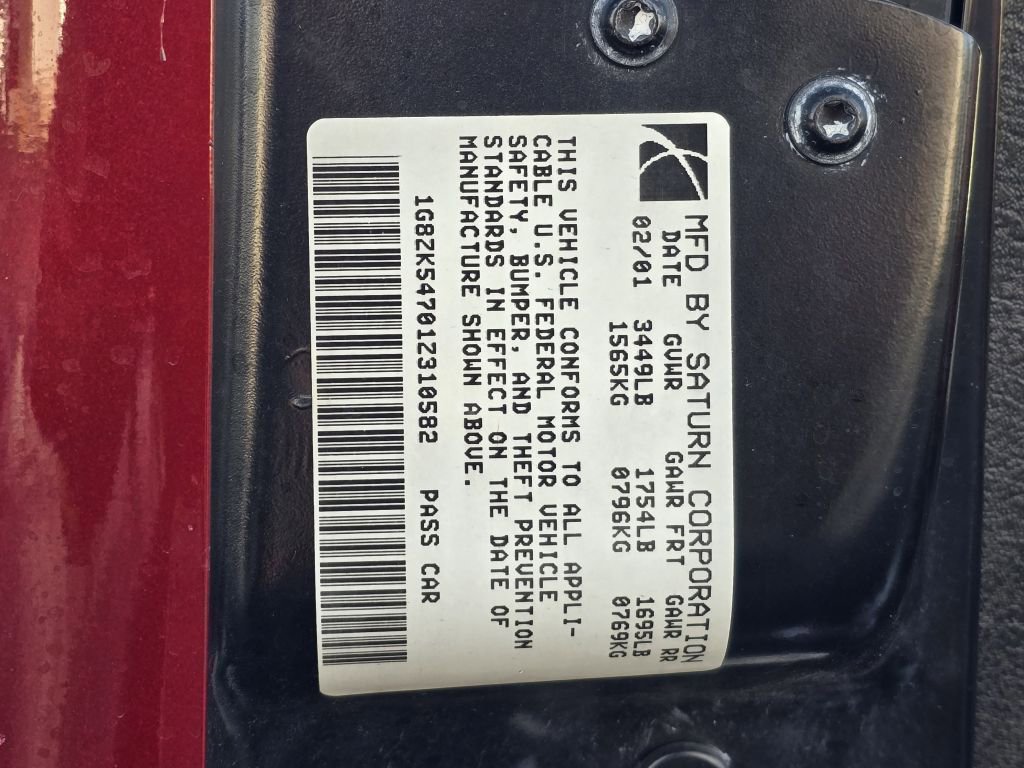 MFD BY SATURN CORPORATION
DATE GVWR GAWR FRT GAWR RR
02/01 3449LB 1754LB 1695LB
1565KG 0796KG 0769KG
THIS VEHICLE CONFORMS TO ALL APPLI-
CABLE U.S. FEDERAL MOTOR VEHICLE
SAFETY, BUMPER, AND THEFT PREVENTION
STANDARDS IN EFFECT ON THE DATE OF
MANUFACTURE SHOWN ABOVE.
1G8ZK54701Z310582 PASS CAR